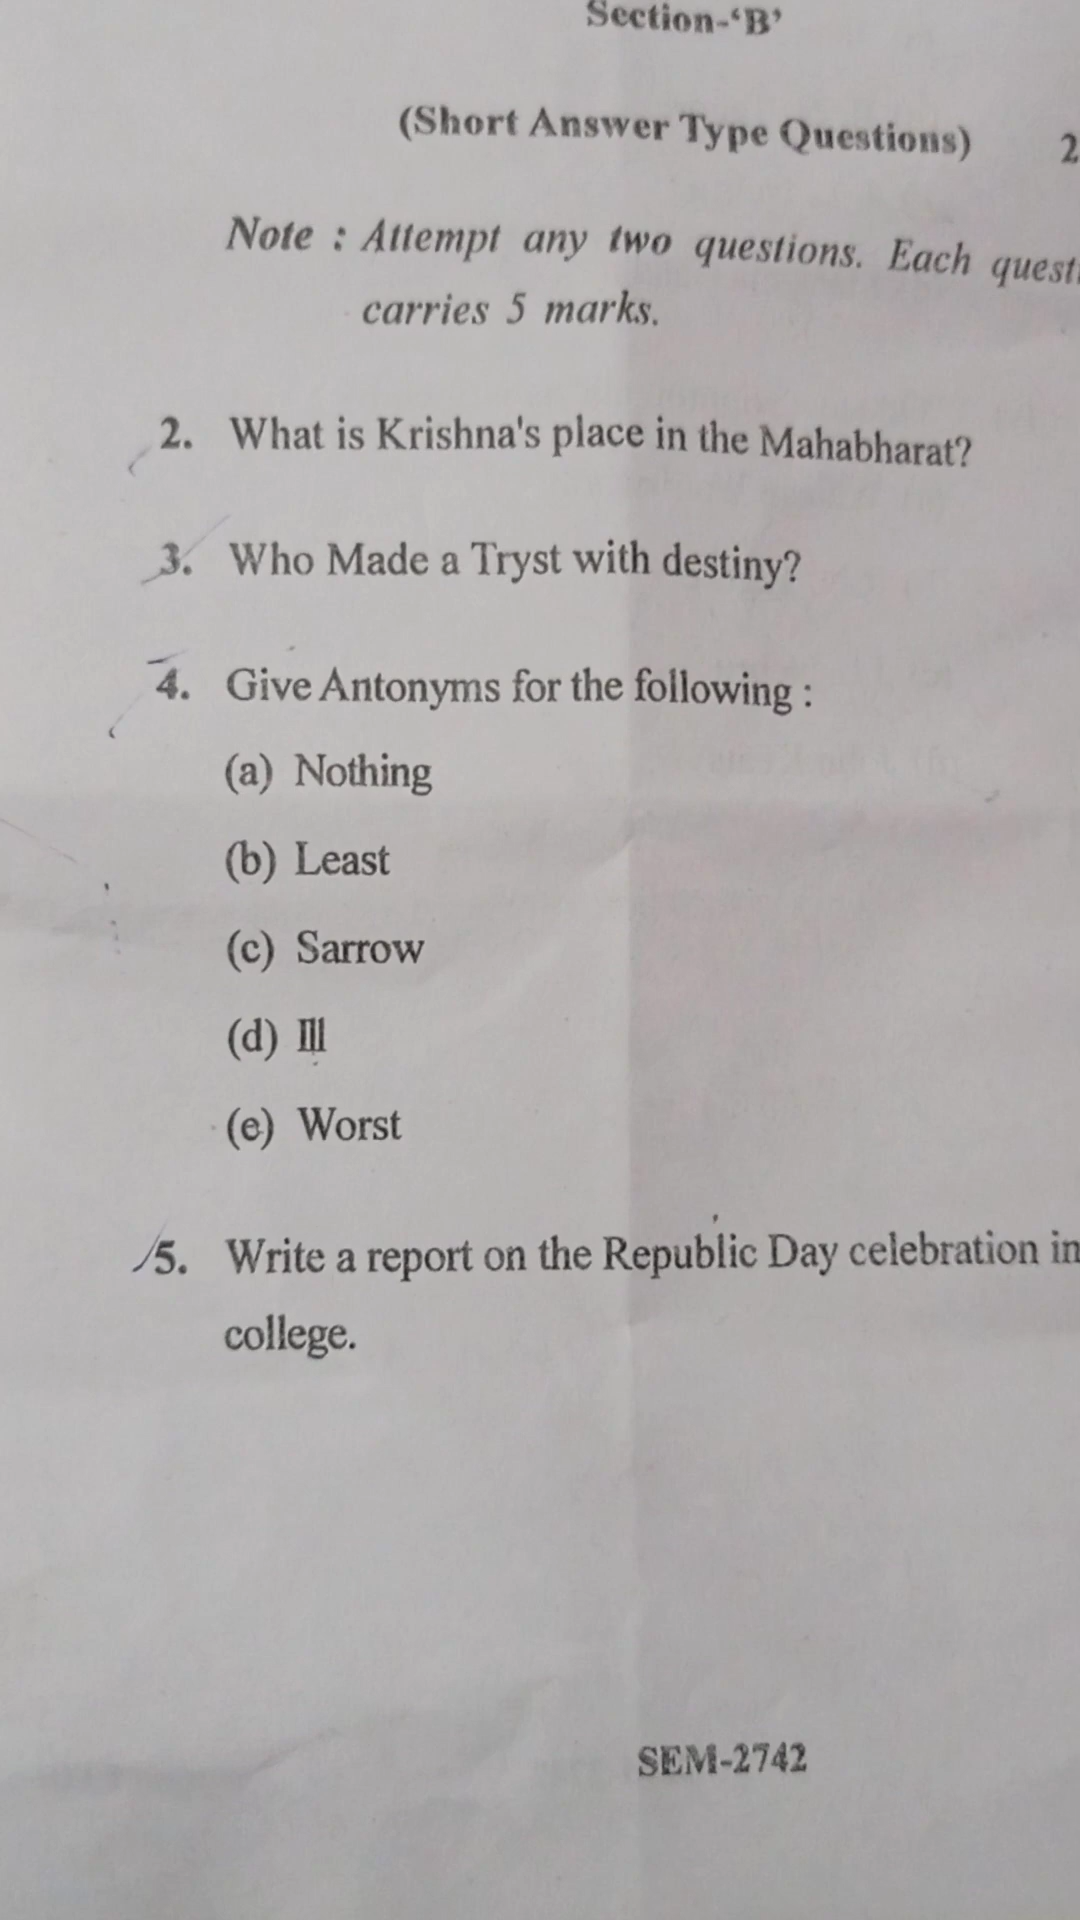 Section-‘B’
(Short Answer Type Questions) 2
Note : Attempt any two questions. Each
carries 5 marks.
2. What is Krishna's place in the Mahabharat?
3. Who Made a Tryst with destiny?
4. Give Antonyms for the following :
(a) Nothing
(b) Least
(c) Sarrow
(d) Ill
(e) Worst
5. Write a report on the Republic Day celebration in
college.
SEM-2742